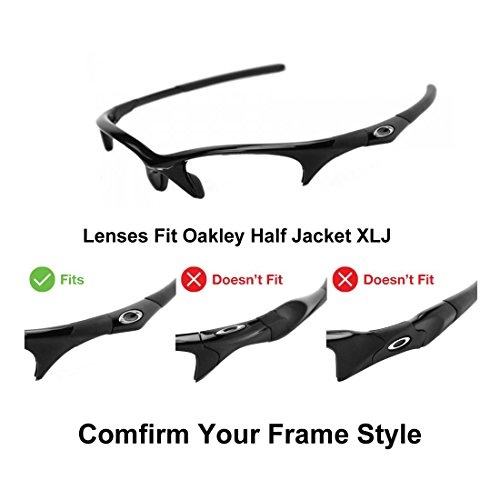 Lenses Fit Oakley Half Jacket XLJ
Fits
Doesn't Fit
Doesn't Fit
Comfirm Your Frame Style